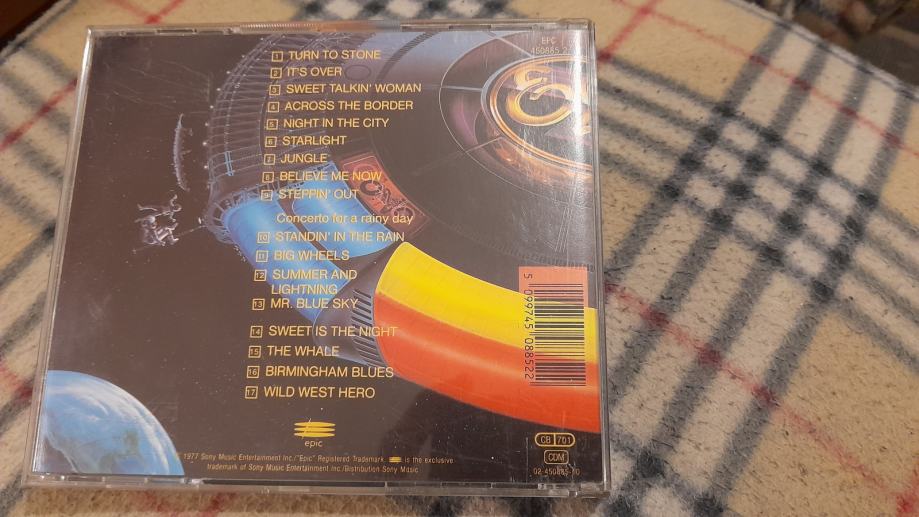 EPC
450885 2
1 TURN TO STONE
2 IT'S OVER
3 SWEET TALKIN' WOMAN
4 ACROSS THE BORDER
5 NIGHT IN THE CITY
6 STARLIGHT
7 JUNGLE
8 BELIEVE ME NOW
9 STEPPIN' OUT
Concerto for a rainy day
10 STANDIN' IN THE RAIN
11 BIG WHEELS
12 SUMMER AND
LIGHTNING
13 MR. BLUE SKY
14 SWEET IS THE NIGHT
15 THE WHALE
16 BIRMINGHAM BLUES
17 WILD WEST HERO
5 099745 088522
epic
1977 Sony Music Entertainment Inc./"Epic" Registered Trademark. is the exclusive
trademark of Sony Music Entertainment Inc./Distribution Sony Music
CB 701
CDM
02-450885-10